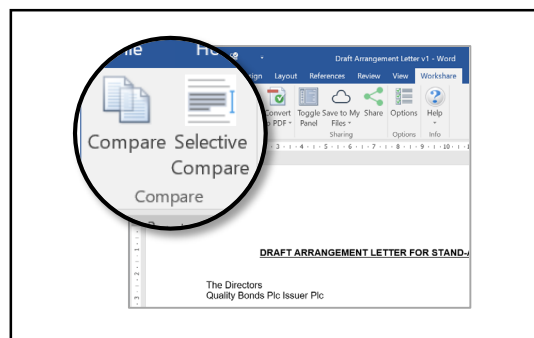 Draft Arrangement Letter v1 - Word
Layout References Review View Workshare
Compare Selective Compare
Compare
Convert to PDF
Toggle Panel
Save to My Files
Share
Options
Help
Sharing Options Info
DRAFT ARRANGEMENT LETTER FOR STAND-
The Directors
Quality Bonds Plc Issuer Plc